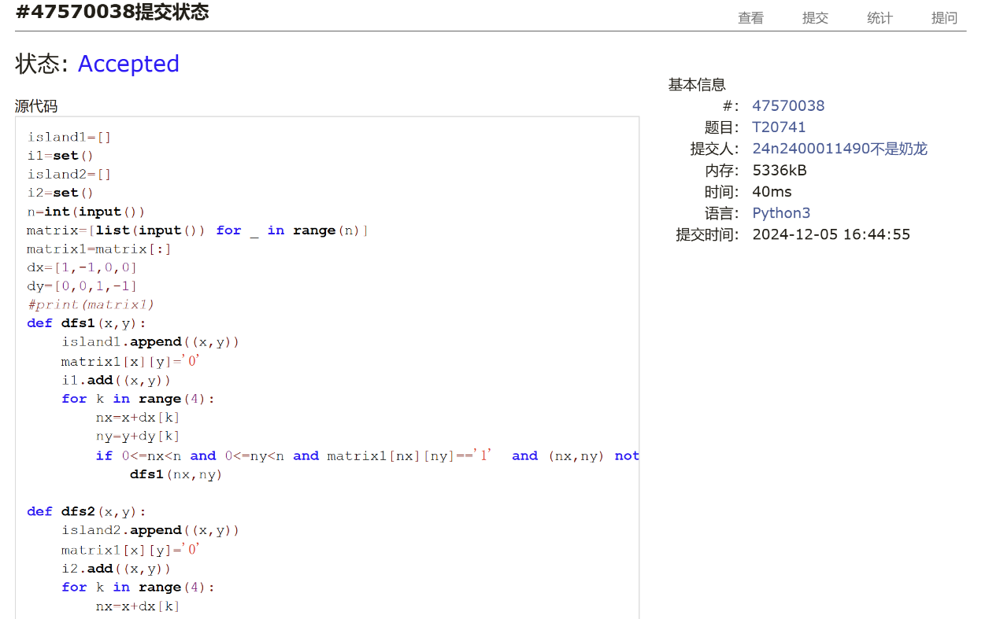 #47570038提交状态
查看 提交 统计 提问
状态: Accepted
源代码
island1=[]
i1=set()
island2=[]
i2=set()
n=int(input())
matrix=[list(input()) for _ in range(n)]
matrix1=matrix[:]
dx=[1,-1,0,0]
dy=[0,0,1,-1]
#print(matrix1)
def dfs1(x,y):
    island1.append((x,y))
    matrix1[x][y]='0'
    i1.add((x,y))
    for k in range(4):
        nx=x+dx[k]
        ny=y+dy[k]
        if 0<=nx<n and 0<=ny<n and matrix1[nx][ny]=='1'  and (nx,ny) not
            dfs1(nx,ny)
def dfs2(x,y):
    island2.append((x,y))
    matrix1[x][y]='0'
    i2.add((x,y))
    for k in range(4):
        nx=x+dx[k]
基本信息
#: 47570038
题目: T20741
提交人: 24n2400011490不是奶龙
内存: 5336kB
时间: 40ms
语言: Python3
提交时间: 2024-12-05 16:44:55